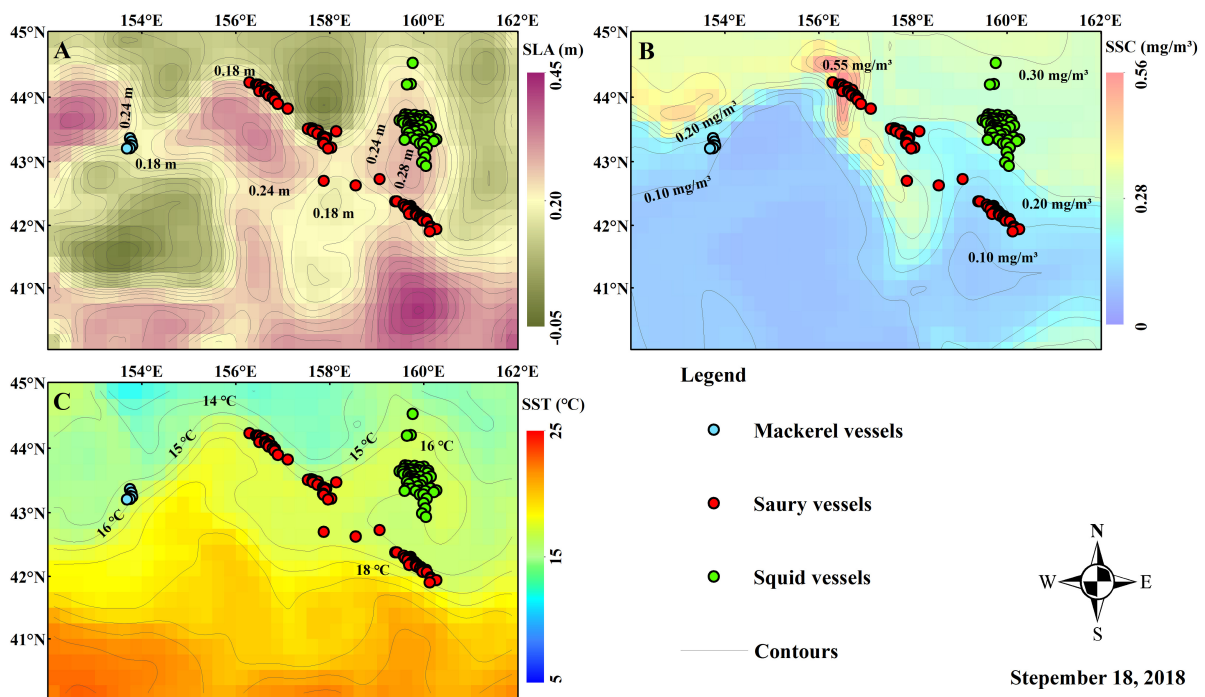 154°E 156°E 158°E 160°E 162°E
45°N
44°N
43°N
42°N
41°N
A
SLA (m)
0.45
0.20
-0.05
0.18 m
0.24 m
0.18 m
0.24 m
0.24 m
0.28 m
0.18 m
154°E 156°E 158°E 160°E 162°E
45°N
44°N
43°N
42°N
41°N
B
SSC (mg/m³)
0.56
0.28
0
0.55 mg/m³
0.30 mg/m³
0.20 mg/m³
0.10 mg/m³
0.20 mg/m³
0.10 mg/m³
154°E 156°E 158°E 160°E 162°E
45°N
44°N
43°N
42°N
41°N
C
SST (℃)
25
15
5
14 ℃
15 ℃
15 ℃
16 ℃
16 ℃
18 ℃
Legend
Mackerel vessels
Saury vessels
Squid vessels
Contours
N
W E
S
Stepember 18, 2018